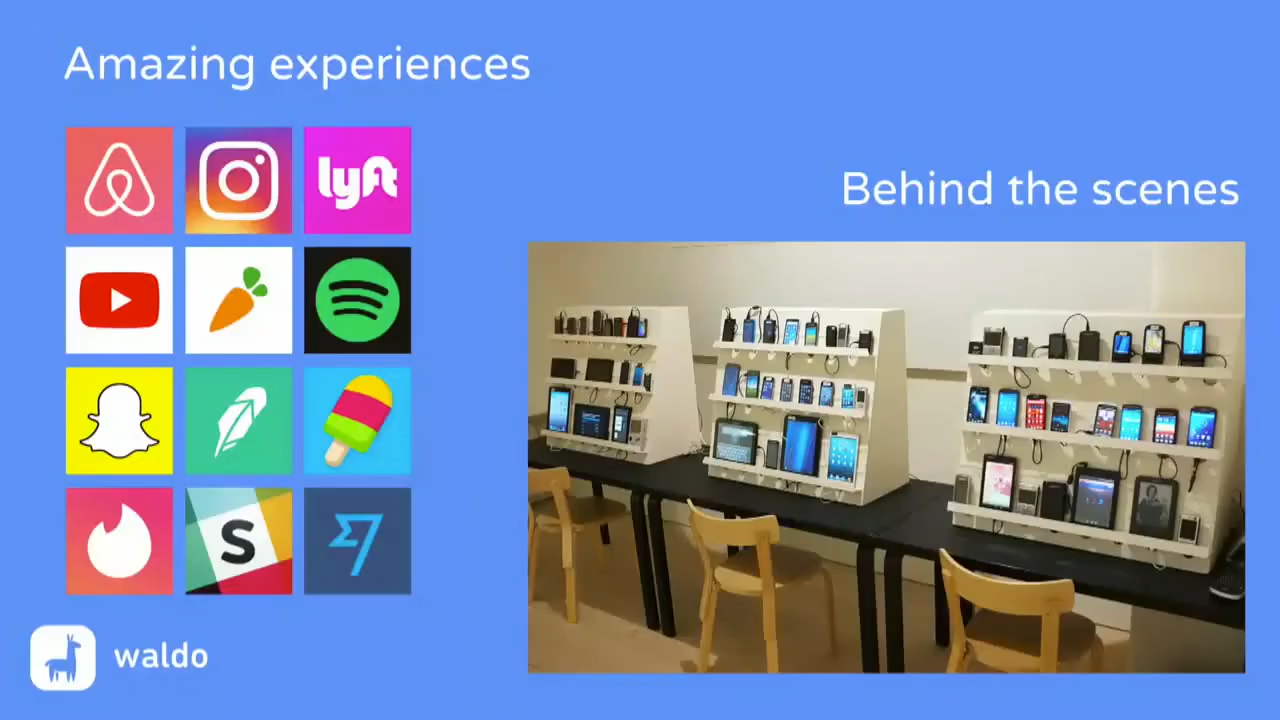 Amazing experiences
lyft
Behind the scenes
S
waldo